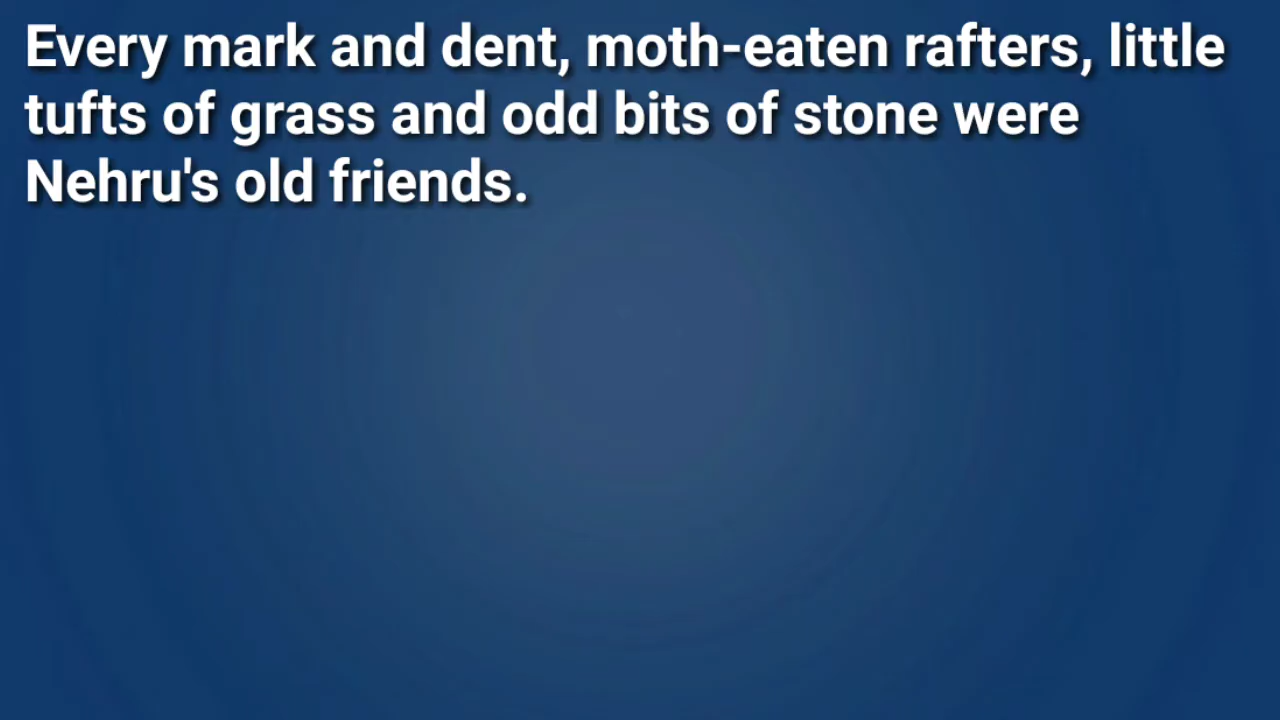 Every mark and dent, moth-eaten rafters, little
tufts of grass and odd bits of stone were
Nehru's old friends.